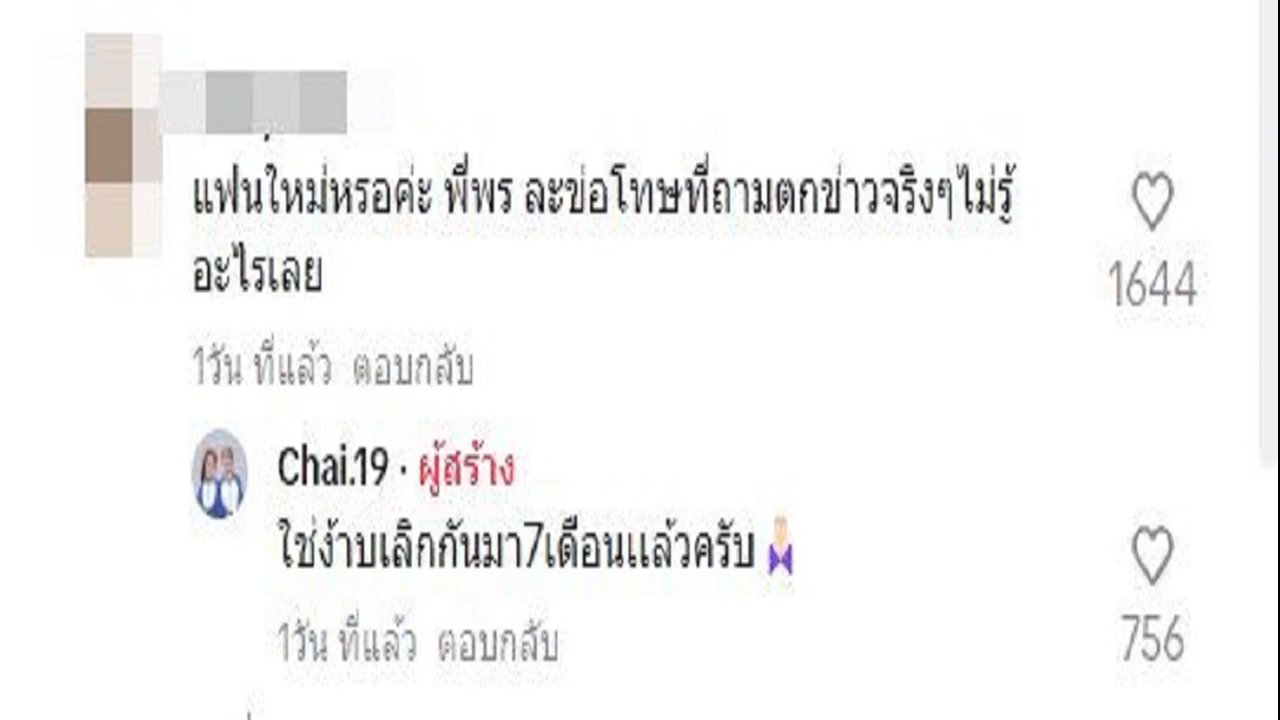 แฟนใหม่หรอค่ะ พี่พร ละข่อโทษที่ถามตกข่าวจริงๆไม่รู้
อะไรเลย
1644
1วัน ที่แล้ว ตอบกลับ
Chai.19 · ผู้สร้าง
ใช่ง้าบเลิกกันมา7เดือนแล้วครับ
756
1วัน ที่แล้ว ตอบกลับ